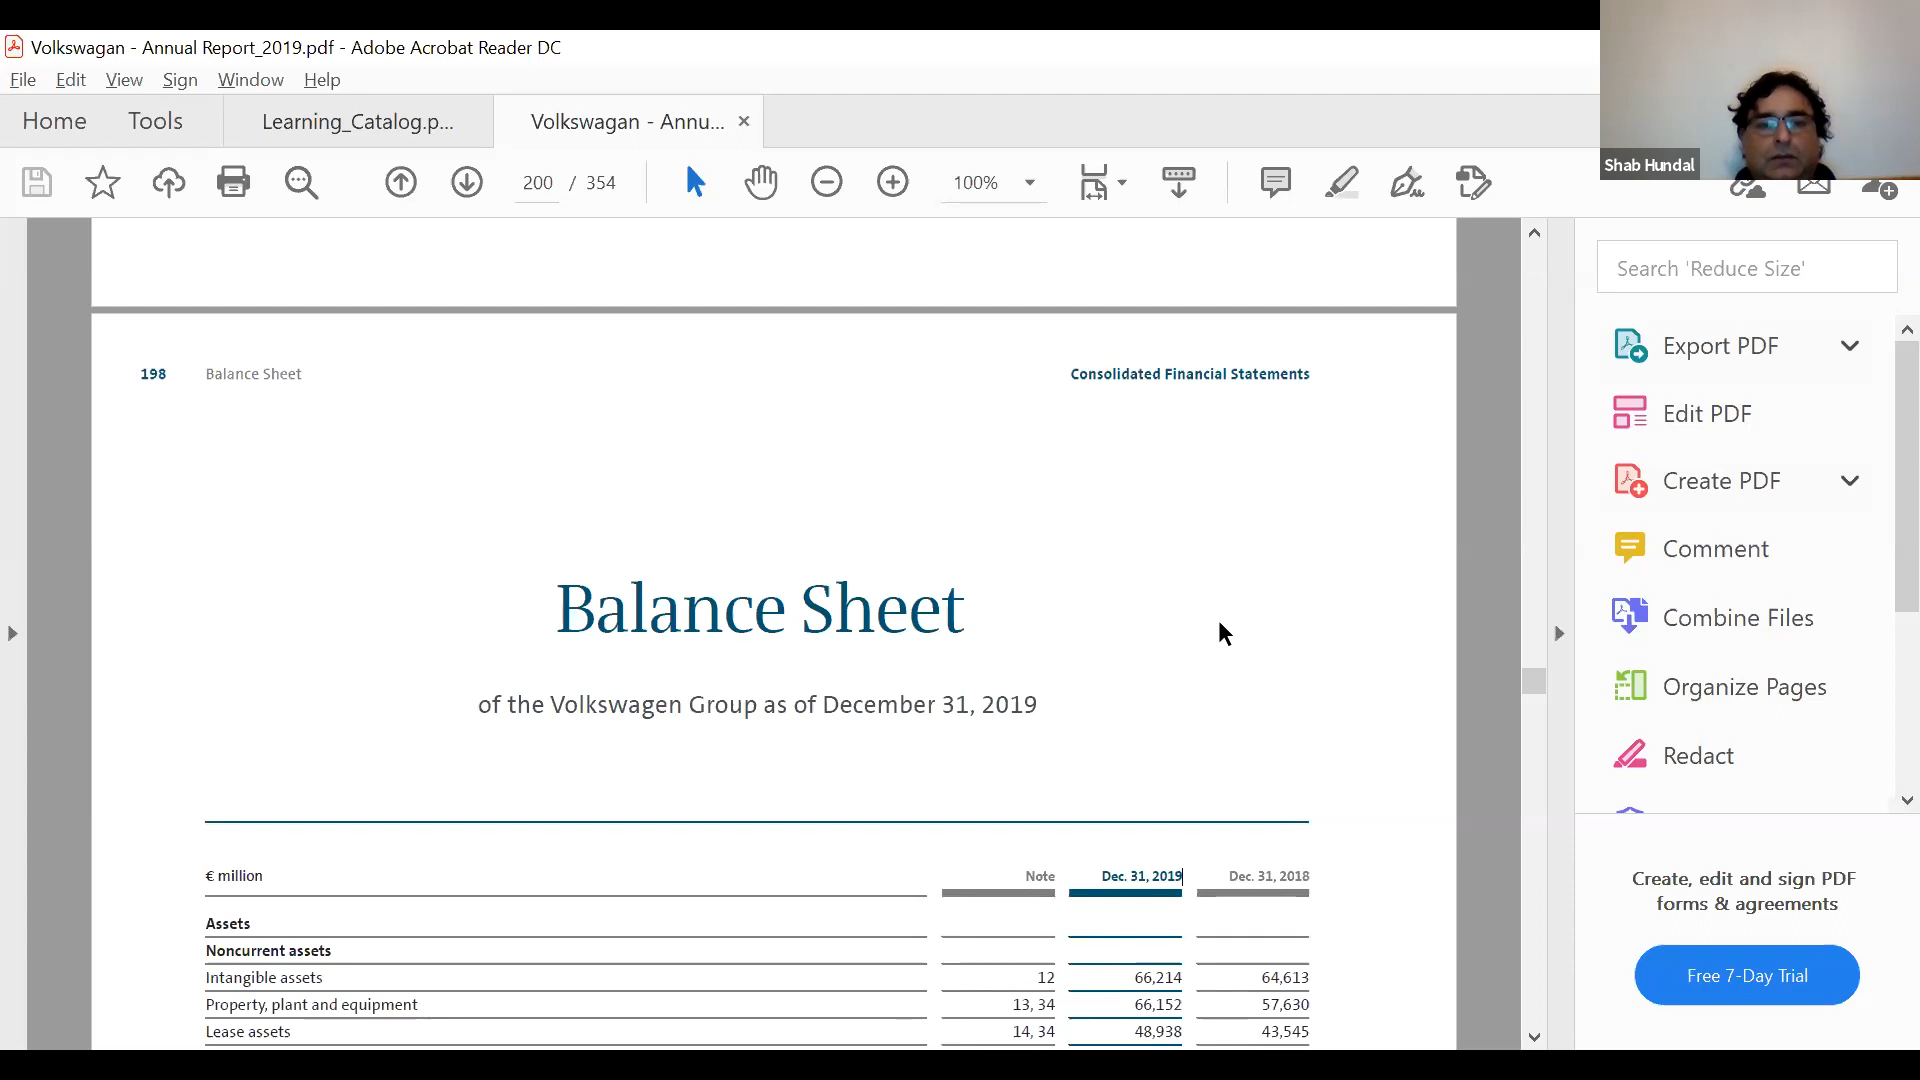 Volkswagan - Annual Report_2019.pdf - Adobe Acrobat Reader DC
File Edit View Sign Window Help
Home Tools Learning_Catalog.p... Volkswagan - Annu... ×
200 / 354 100%
Shab Hundal
Search 'Reduce Size'
Export PDF
Edit PDF
Create PDF
Comment
Combine Files
Organize Pages
Redact
Create, edit and sign PDF
forms & agreements
Free 7-Day Trial
198 Balance Sheet Consolidated Financial Statements
Balance Sheet
of the Volkswagen Group as of December 31, 2019
€ million Note Dec. 31, 2019 Dec. 31, 2018
Assets
Noncurrent assets
Intangible assets 12 66,214 64,613
Property, plant and equipment 13, 34 66,152 57,630
Lease assets 14, 34 48,938 43,545